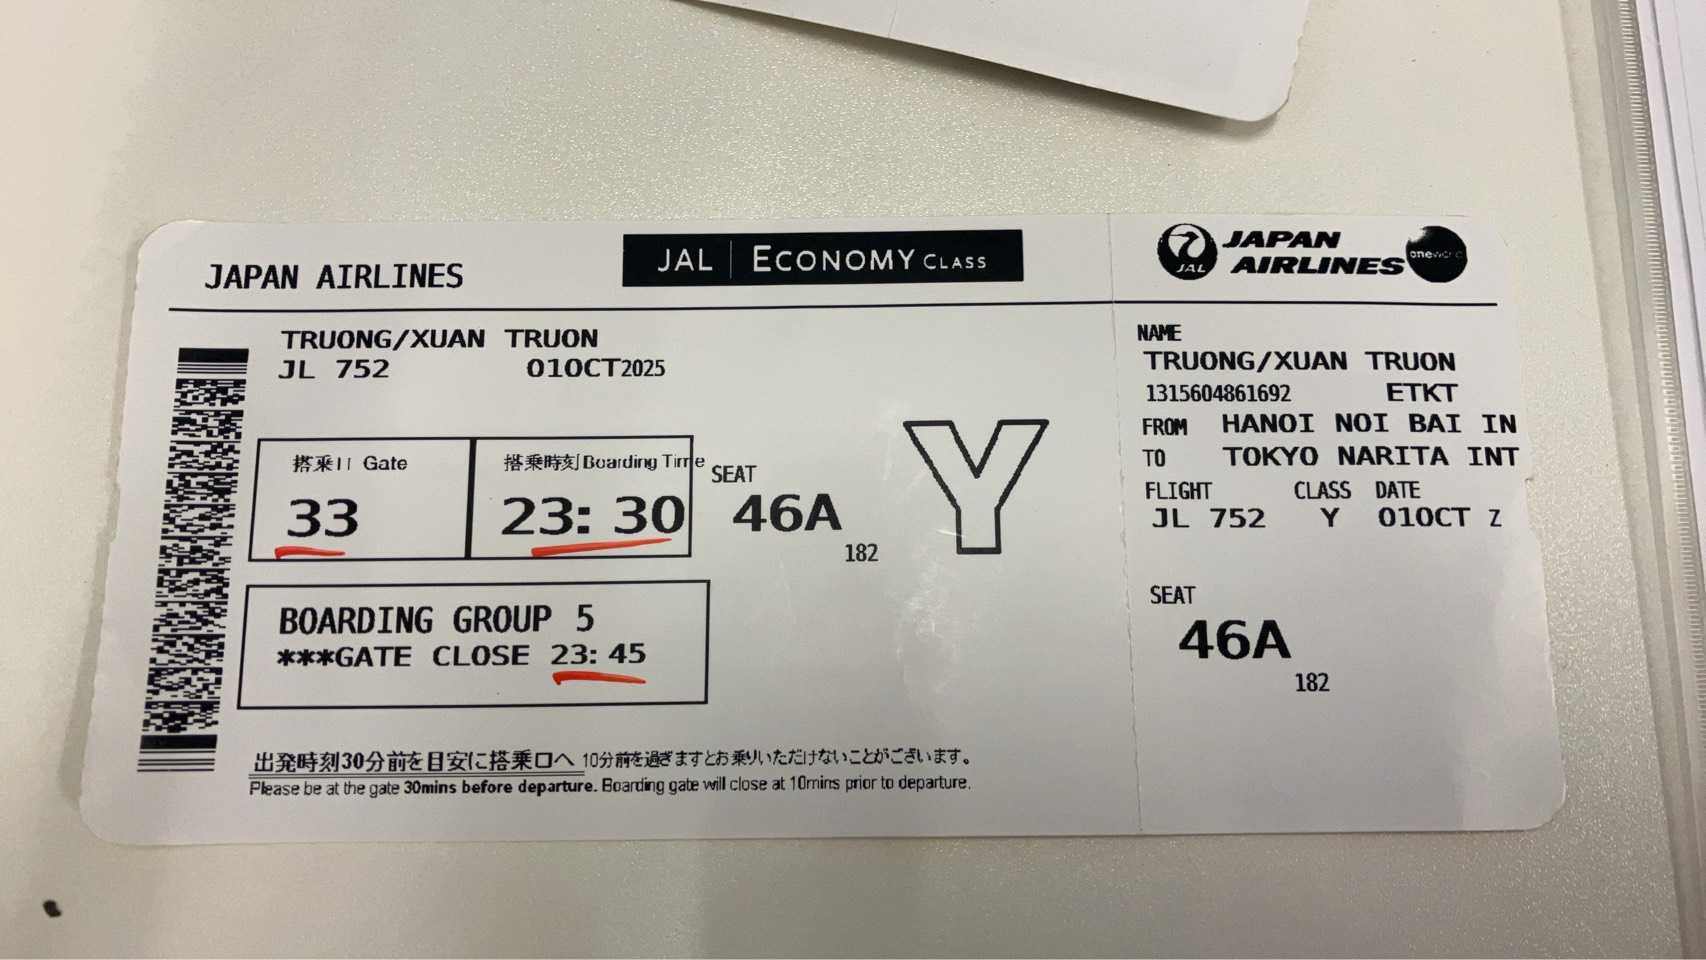 JAPAN AIRLINES
JAL | ECONOMY CLASS
JAL
JAPAN
AIRLINES
oneworld
TRUONG/XUAN TRUON
JL 752 01OCT2025
搭乗口 Gate
33
搭乗時刻 Boarding Time
23: 30
SEAT
46A
182
Y
BOARDING GROUP 5
***GATE CLOSE 23: 45
出発時刻30分前を目安に搭乗口へ 10分前を過ぎますとお乗りいただけないことがございます。
Please be at the gate 30mins before departure. Boarding gate will close at 10mins prior to departure.
NAME
TRUONG/XUAN TRUON
1315604861692 ETKT
FROM HANOI NOI BAI IN
TO TOKYO NARITA INT
FLIGHT CLASS DATE
JL 752 Y 01OCT Z
SEAT
46A
182